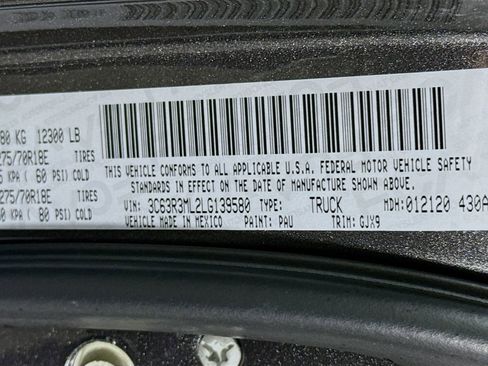 80 KG 12300 LB
275/70R18E TIRES
KPA ( 60 PSI) COLD
275/70R18E TIRES
0 KPA ( 80 PSI) COLD
THIS VEHICLE CONFORMS TO ALL APPLICABLE U.S.A. FEDERAL MOTOR VEHICLE SAFETY
STANDARDS IN EFFECT ON THE DATE OF MANUFACTURE SHOWN ABOVE.
VIN: 3C63R3ML2LG139580 TYPE: TRUCK MDH: 012120 430A
VEHICLE MADE IN MEXICO PAINT: PAU TRIM: GJX9